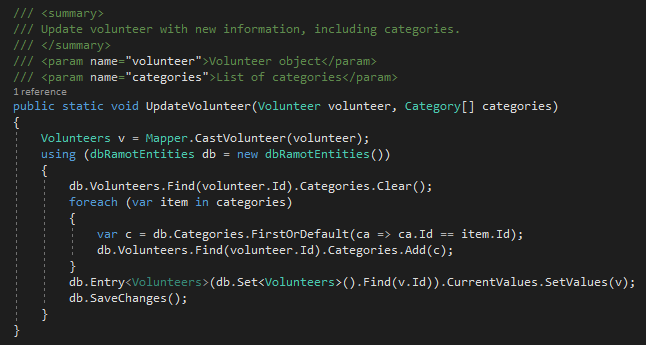 /// <summary>
/// Update volunteer with new information, including categories.
/// </summary>
/// <param name="volunteer">Volunteer object</param>
/// <param name="categories">List of categories</param>
1 reference
public static void UpdateVolunteer(Volunteer volunteer, Category[] categories)
{
    Volunteers v = Mapper.CastVolunteer(volunteer);
    using (dbRamotEntities db = new dbRamotEntities())
    {
        db.Volunteers.Find(volunteer.Id).Categories.Clear();
        foreach (var item in categories)
        {
            var c = db.Categories.FirstOrDefault(ca => ca.Id == item.Id);
            db.Volunteers.Find(volunteer.Id).Categories.Add(c);
        }
        db.Entry<Volunteers>(db.Set<Volunteers>().Find(v.Id)).CurrentValues.SetValues(v);
        db.SaveChanges();
    }
}